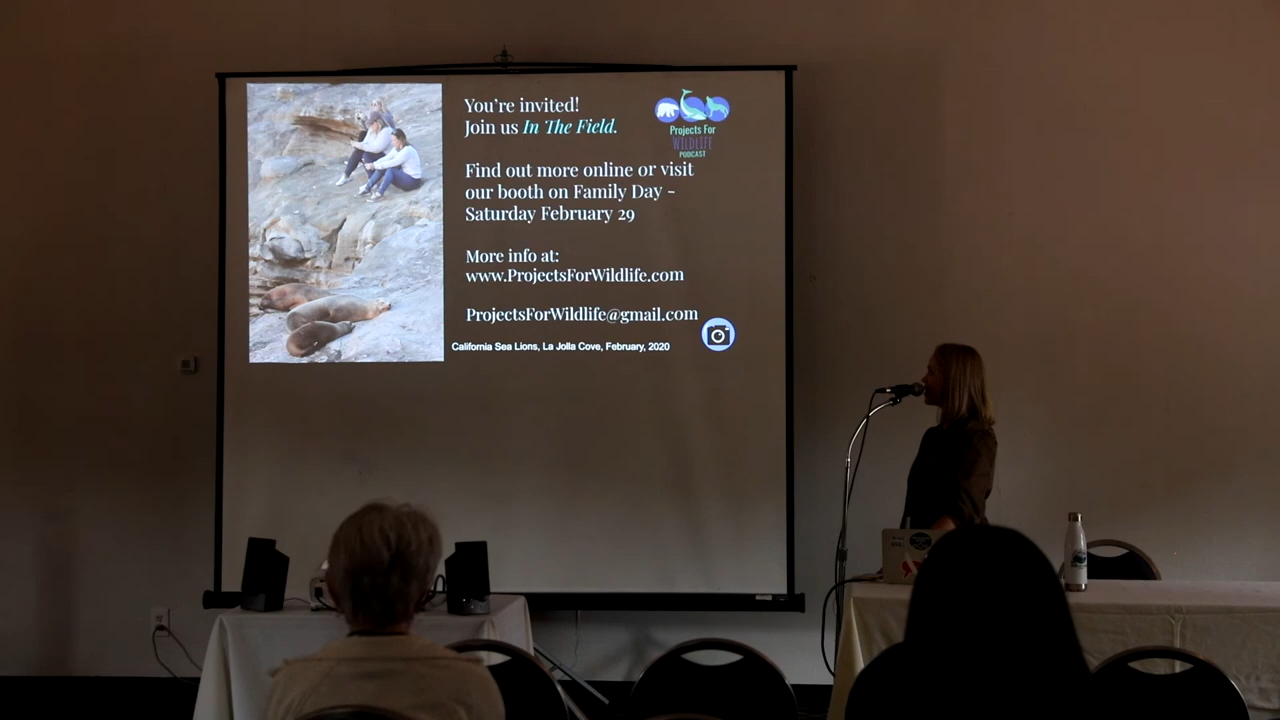 You're invited!
Join us In The Field.
Projects For
WILDLIFE
PODCAST
Find out more online or visit
our booth on Family Day -
Saturday February 29
More info at:
www.ProjectsForWildlife.com
ProjectsForWildlife@gmail.com
California Sea Lions, La Jolla Cove, February, 2020